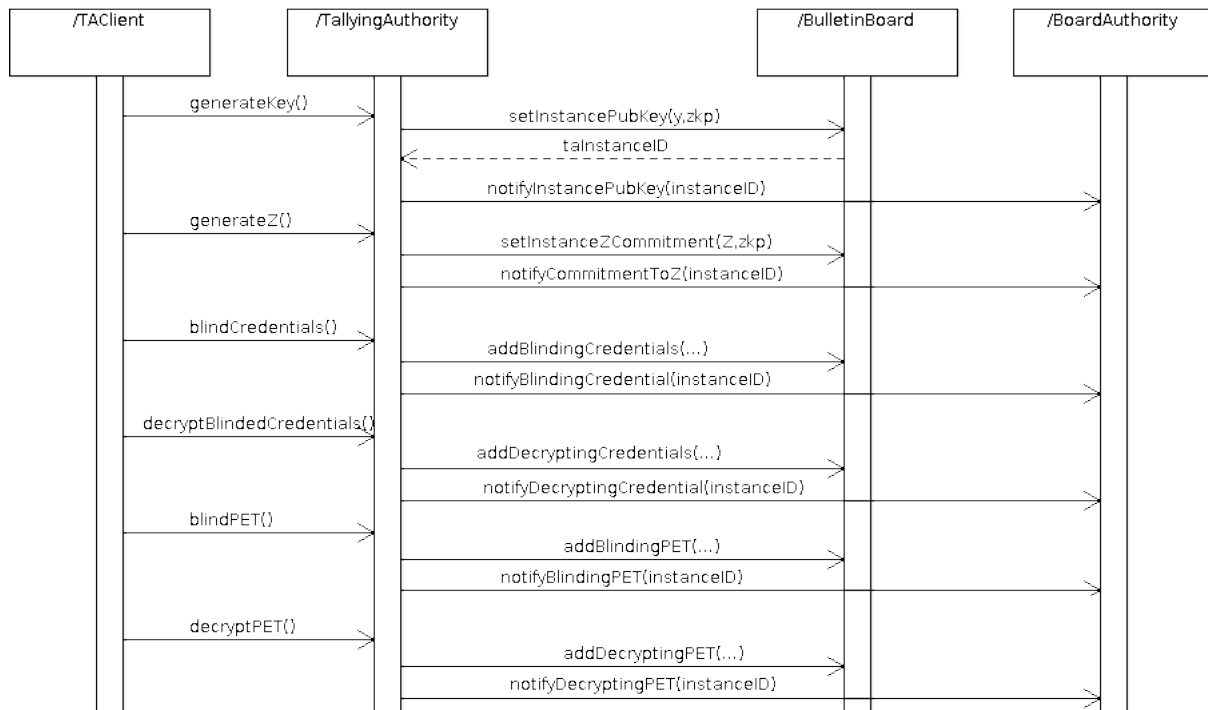 /TAClient
/TallyingAuthority
/BulletinBoard
/BoardAuthority
generateKey()
setInstancePubKey(y,zkp)
taInstanceID
notifyInstancePubKey(instanceID)
generateZ()
setInstanceZCommitment(Z,zkp)
notifyCommitmentToZ(instanceID)
blindCredentials()
addBlindingCredentials(...)
notifyBlindingCredential(instanceID)
decryptBlindedCredentials()
addDecryptingCredentials(...)
notifyDecryptingCredential(instanceID)
blindPET()
addBlindingPET(...)
notifyBlindingPET(instanceID)
decryptPET()
addDecryptingPET(...)
notifyDecryptingPET(instanceID)